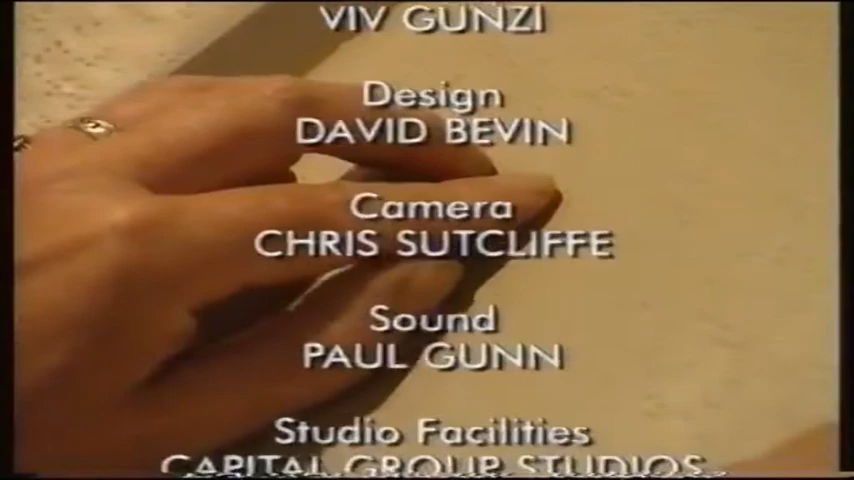 VIV GUNZI
Design
DAVID BEVIN
Camera
CHRIS SUTCLIFFE
Sound
PAUL GUNN
Studio Facilities
CAPITAL GROUP STUDIOS